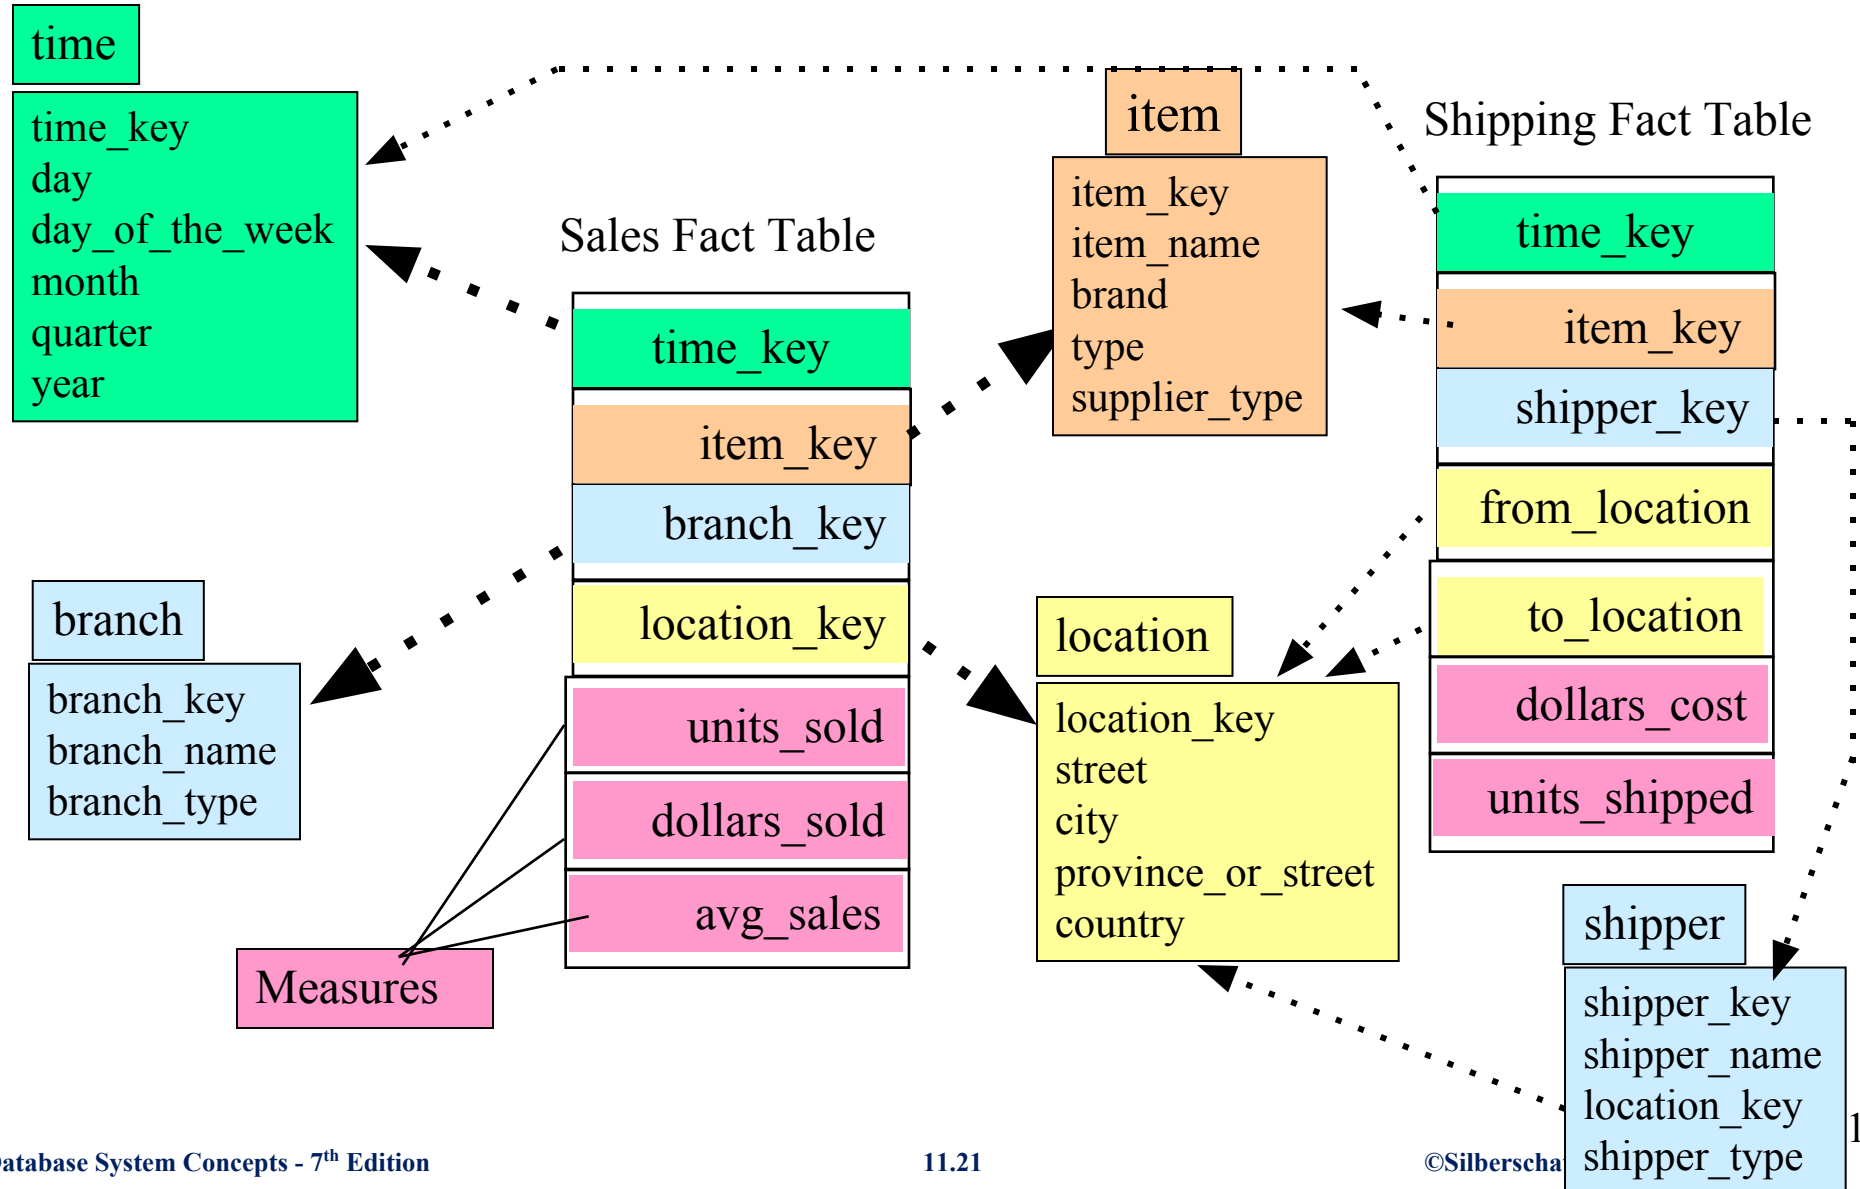 time
time_key
day
day_of_the_week
month
quarter
year
Sales Fact Table
time_key
item_key
branch_key
location_key
units_sold
dollars_sold
avg_sales
Measures
branch
branch_key
branch_name
branch_type
item
item_key
item_name
brand
type
supplier_type
location
location_key
street
city
province_or_street
country
Shipping Fact Table
time_key
item_key
shipper_key
from_location
to_location
dollars_cost
units_shipped
shipper
shipper_key
shipper_name
location_key
shipper_type
1
Database System Concepts - 7th Edition
11.21
©Silberscha